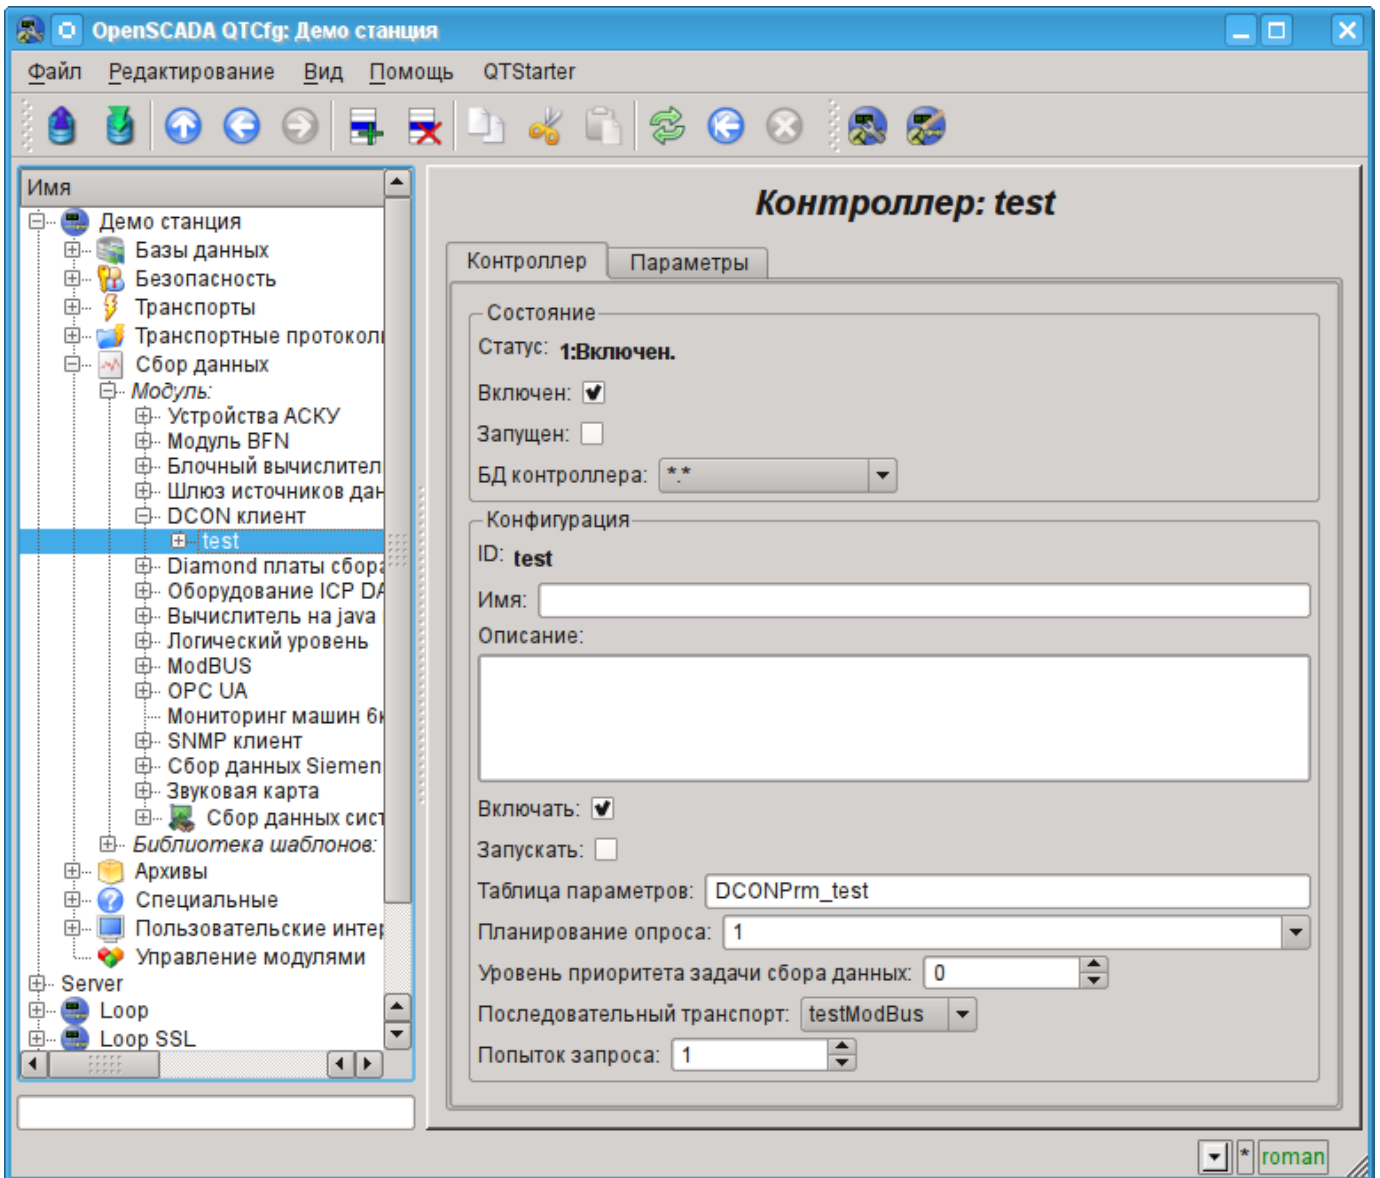 OpenSCADA QTCfg: Демо станция
Файл Редактирование Вид Помощь QTStarter
Имя
Демо станция
Базы данных
Безопасность
Транспорты
Транспортные протокол
Сбор данных
Модуль:
Устройства АСКУ
Модуль BFN
Блочный вычислител
Шлюз источников дан
DCON клиент
test
Diamond платы сбора
Оборудование ICP DA
Вычислитель на java
Логический уровень
ModBUS
OPC UA
Мониторинг машин 6к
SNMP клиент
Сбор данных Siemen
Звуковая карта
Сбор данных сист
Библиотека шаблонов:
Архивы
Специальные
Пользовательские интер
Управление модулями
Server
Loop
Loop SSL
Контроллер: test
Контроллер Параметры
Состояние
Статус: 1:Включен.
Включен:
Запущен:
БД контроллера: *.*
Конфигурация
ID: test
Имя:
Описание:
Включать:
Запускать:
Таблица параметров: DCONPrm_test
Планирование опроса: 1
Уровень приоритета задачи сбора данных: 0
Последовательный транспорт: testModBus
Попыток запроса: 1
* roman